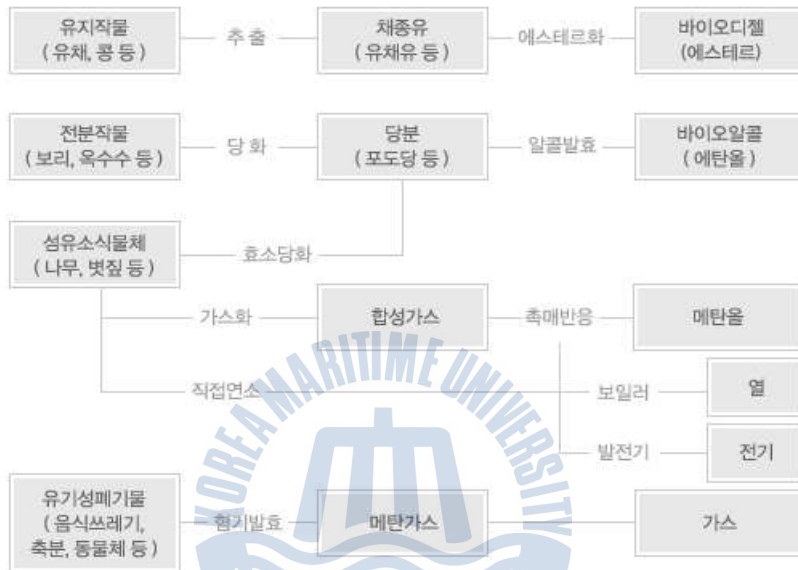 유지작물
( 유채, 콩 등 )
추 출
채종유
( 유채유 등 )
에스테르화
바이오디젤
(에스테르)
전분작물
( 보리, 옥수수 등 )
당 화
당분
( 포도당 등 )
알콜발효
바이오알콜
( 에탄올 )
섬유소식물체
( 나무, 볏짚 등 )
효소당화
가스화
합성가스
촉매반응
메탄올
직접연소
보일러
열
발전기
전기
유기성폐기물
( 음식쓰레기,
축분, 동물체 등 )
혐기발효
메탄가스
가스
KOREA MARITIME UNIVERSITY